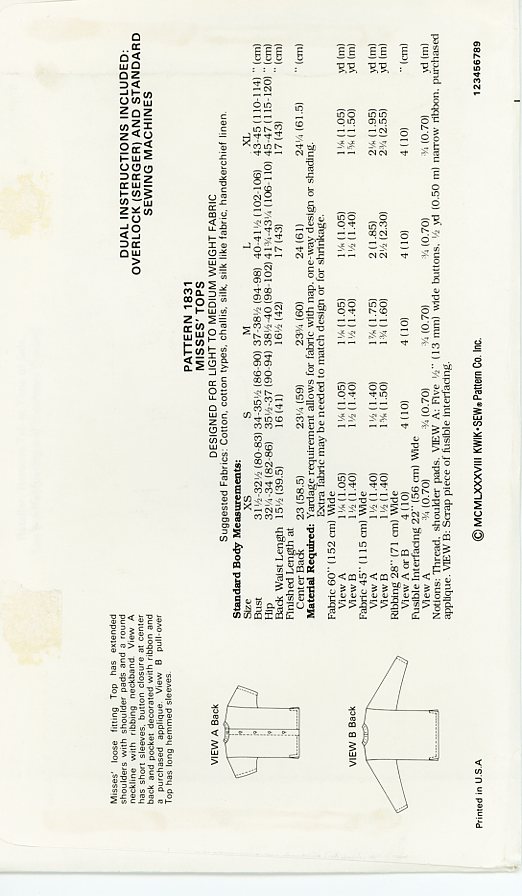 Misses' loose fitting Top has extended
shoulders with shoulder pads and a round
neckline with ribbing neckband. View A
has short sleeves, button closure at center
back and pocket decorated with ribbon and
a purchased applique. View B pull-over
Top has long hemmed sleeves.
DUAL INSTRUCTIONS INCLUDED:
OVERLOCK (SERGER) AND STANDARD
SEWING MACHINES
PATTERN 1831
MISSES' TOPS
DESIGNED FOR LIGHT TO MEDIUM WEIGHT FABRIC
Suggested Fabrics: Cotton, cotton types, challis, silk, silk like fabric, handkerchief linen.
Standard Body Measurements:
Size XS S M L XL
Bust 31½-32½ (80-83) 34-35½ (86-90) 37-38½ (94-98) 40-41½ (102-106) 43-45 (110-114) " (cm)
Hip 32¼-34 (82-86) 35½-37 (90-94) 38½-40 (98-102) 41¾-43¼ (106-110) 45-47 (115-120) " (cm)
Back Waist Length 15½ (39.5) 16 (41) 16½ (42) 17 (43) 17 (43) " (cm)
Finished Length at
Center Back 23 (58.5) 23¼ (59) 23¾ (60) 24 (61) 24¼ (61.5) " (cm)
Material Required: Yardage requirement allows for fabric with nap, one-way design or shading.
Extra fabric may be needed to match design or for shrinkage.
Fabric 60" (152 cm) Wide
View A 1⅛ (1.05) 1⅛ (1.05) 1⅛ (1.05) 1⅛ (1.05) 1⅛ (1.05) yd (m)
View B 1½ (1.40) 1½ (1.40) 1½ (1.40) 1½ (1.40) 1⅝ (1.50) yd (m)
Fabric 45" (115 cm) Wide
View A 1½ (1.40) 1½ (1.40) 1⅞ (1.75) 2 (1.85) 2⅛ (1.95) yd (m)
View B 1½ (1.40) 1⅝ (1.50) 1¾ (1.60) 2½ (2.30) 2¾ (2.55) yd (m)
Ribbing 28" (71 cm) Wide
View A or B 4 (10) 4 (10) 4 (10) 4 (10) 4 (10) " (cm)
Fusible Interfacing 22" (56 cm) Wide
View A ¾ (0.70) ¾ (0.70) ¾ (0.70) ¾ (0.70) ¾ (0.70) yd (m)
Notions: Thread, shoulder pads. VIEW A: Five ½" (13 mm) wide buttons, ½ yd (0.50 m) narrow ribbon, purchased
applique. VIEW B: Scrap piece of fusible interfacing.
VIEW A Back
VIEW B Back
Printed in U.S.A
© MCMLXXXVIII KWIK·SEW® Pattern Co. Inc.
123456789